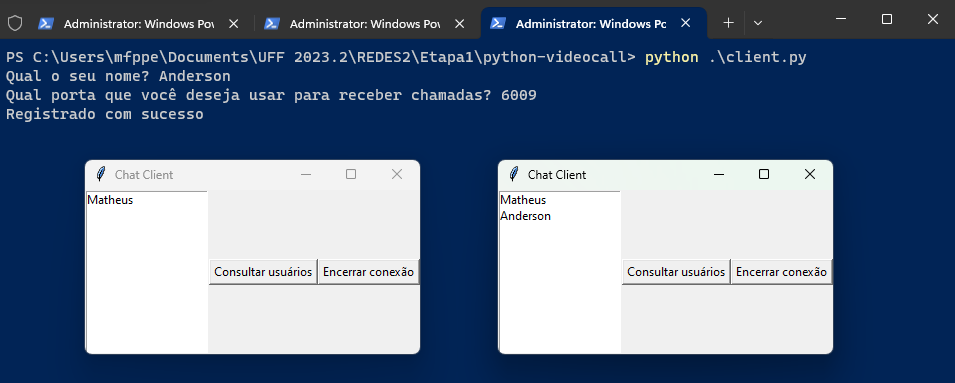 Administrator: Windows Pov
Administrator: Windows Pov
Administrator: Windows Pc
PS C:\Users\mfppe\Documents\UFF 2023.2\REDES2\Etapa1\python-videocall> python .\client.py
Qual o seu nome? Anderson
Qual porta que você deseja usar para receber chamadas? 6009
Registrado com sucesso
Chat Client
Matheus
Consultar usuários
Encerrar conexão
Chat Client
Matheus
Anderson
Consultar usuários
Encerrar conexão